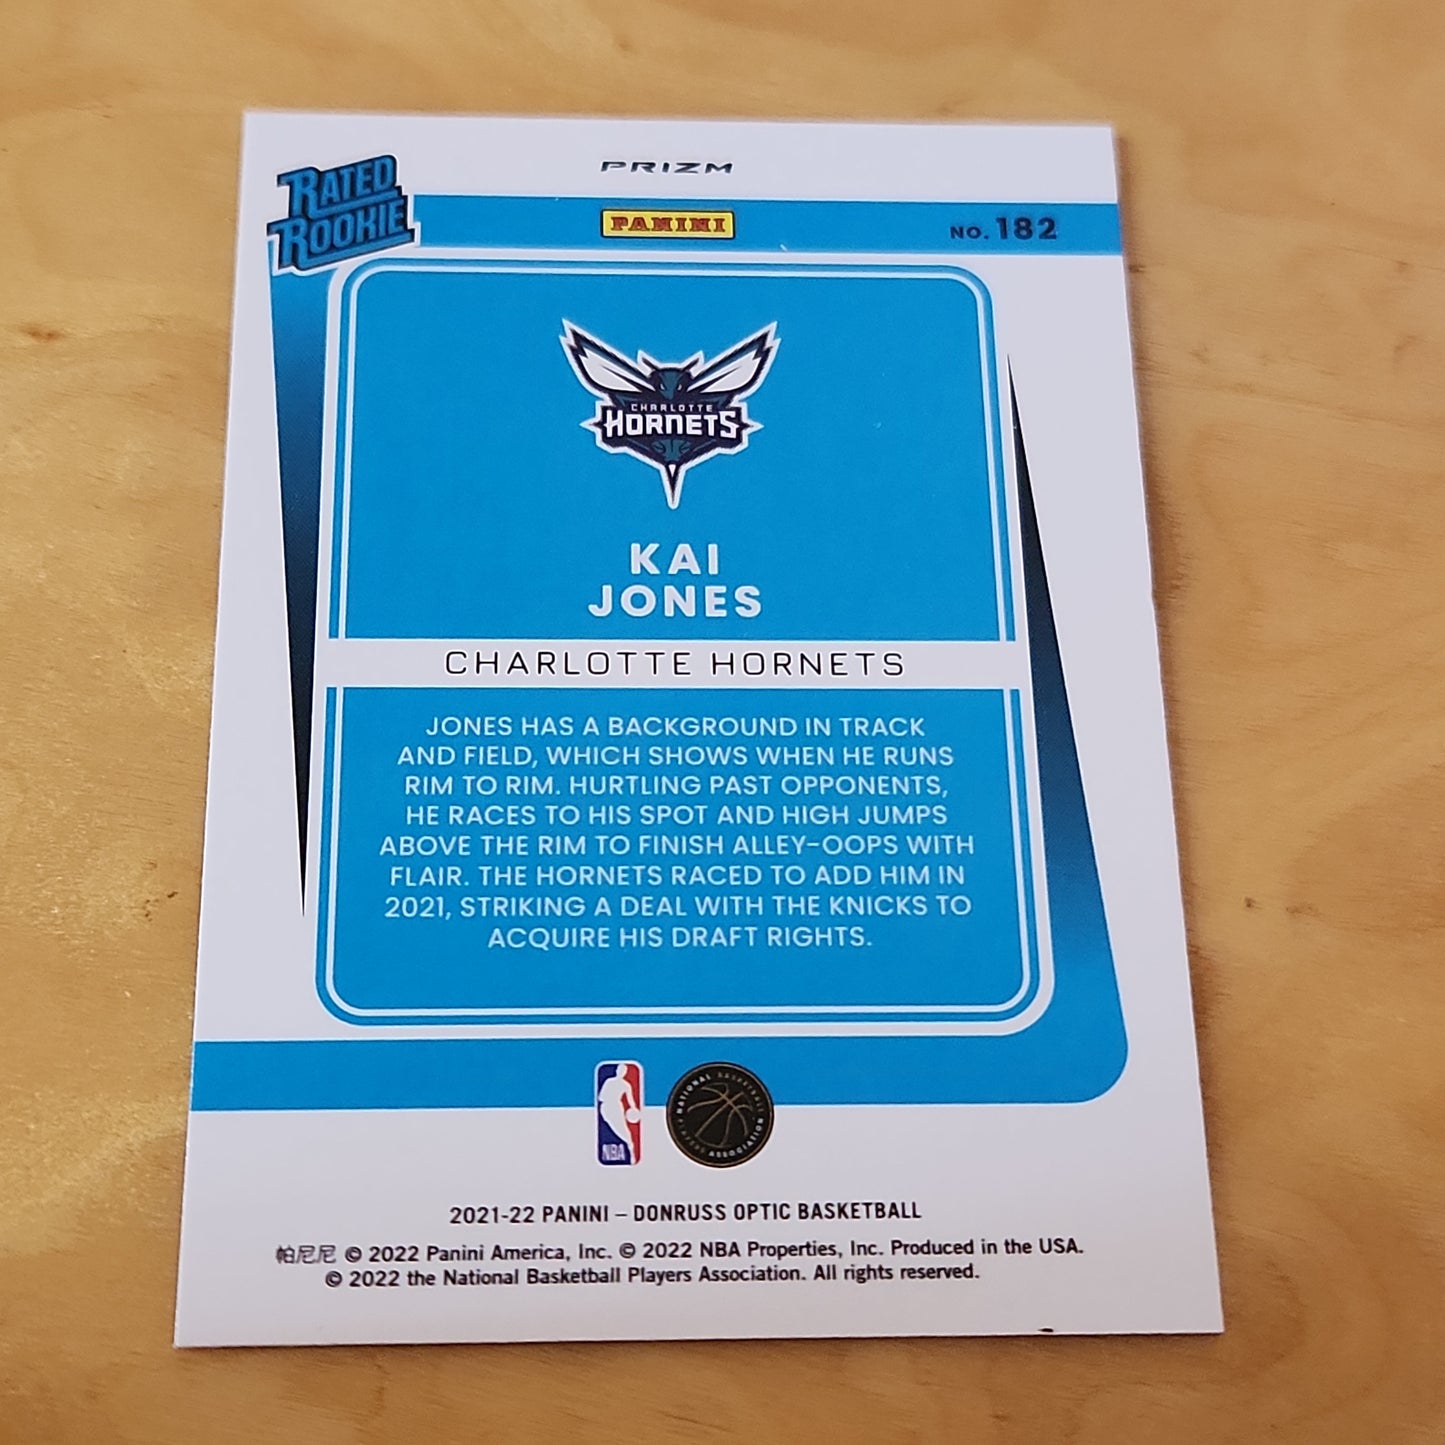 RATED
ROOKIE
PRIZM
PANINI
NO. 182
CHARLOTTE
HORNETS
KAI
JONES
CHARLOTTE HORNETS
JONES HAS A BACKGROUND IN TRACK
AND FIELD, WHICH SHOWS WHEN HE RUNS
RIM TO RIM. HURTLING PAST OPPONENTS,
HE RACES TO HIS SPOT AND HIGH JUMPS
ABOVE THE RIM TO FINISH ALLEY-OOPS WITH
FLAIR. THE HORNETS RACED TO ADD HIM IN
2021, STRIKING A DEAL WITH THE KNICKS TO
ACQUIRE HIS DRAFT RIGHTS.
NBA
NATIONAL BASKETBALL PLAYERS ASSOCIATION
2021-22 PANINI – DONRUSS OPTIC BASKETBALL
帕尼尼 © 2022 Panini America, Inc. © 2022 NBA Properties, Inc. Produced in the USA.
© 2022 the National Basketball Players Association. All rights reserved.